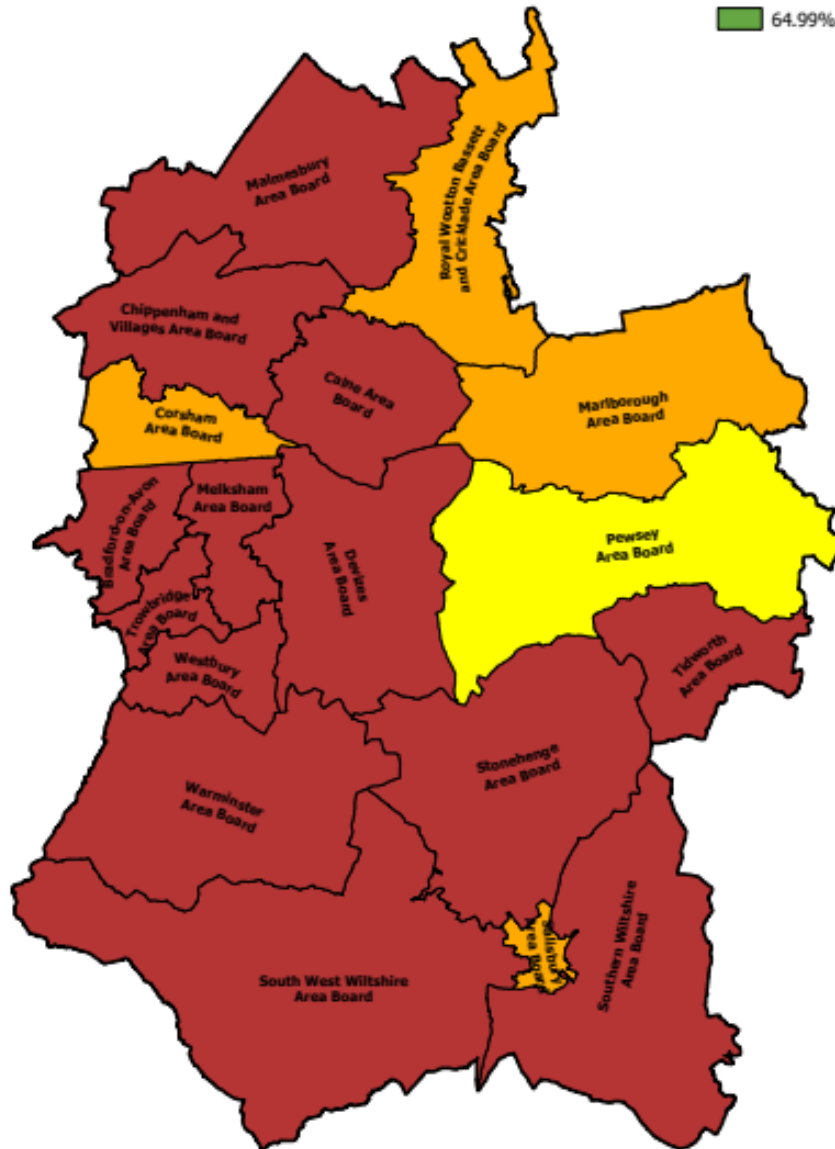 64.99%
Malmesbury
Area Board
Royal Wootton Bassett
and Cricklade Area Board
Chippenham and
Villages Area Board
Calne Area
Board
Corsham
Area Board
Marlborough
Area Board
Melksham
Area Board
Bradford-on-Avon
Area Board
Devizes
Area Board
Pewsey
Area Board
Trowbridge
Area Board
Westbury
Area Board
Tidworth
Area Board
Stonehenge
Area Board
Warminster
Area Board
Salisbury
Area Board
Southern Wiltshire
Area Board
South West Wiltshire
Area Board